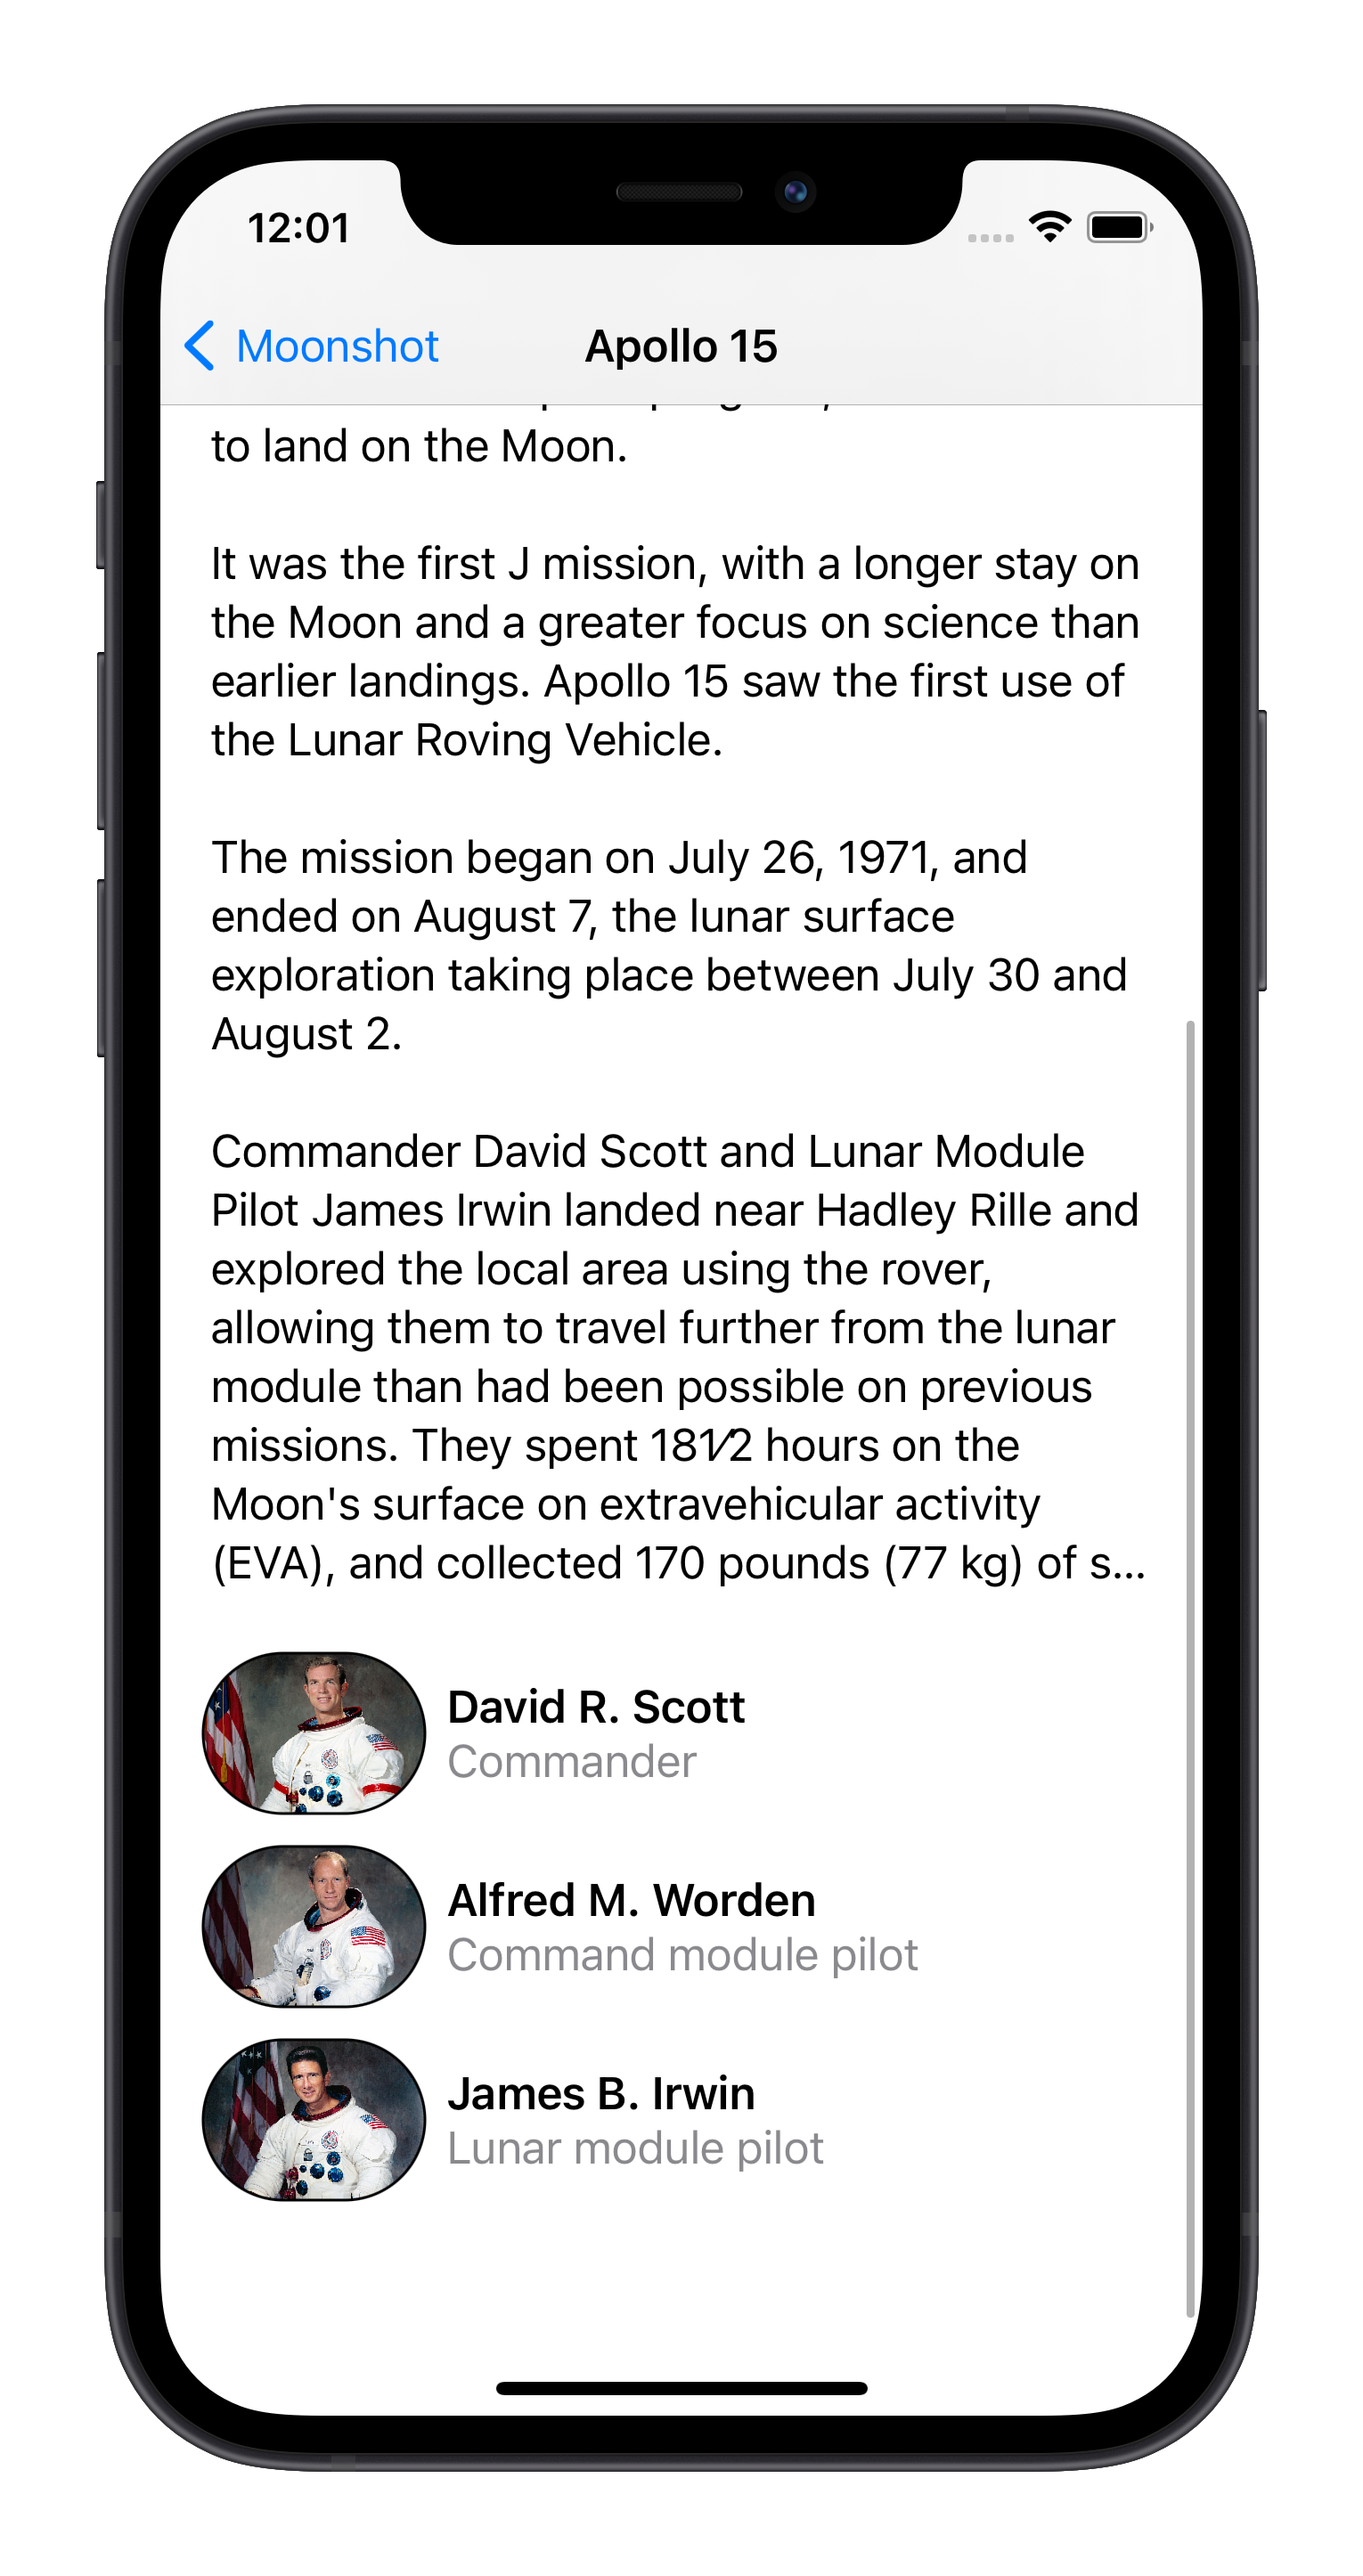 12:01
Moonshot
Apollo 15
to land on the Moon.
It was the first J mission, with a longer stay on
the Moon and a greater focus on science than
earlier landings. Apollo 15 saw the first use of
the Lunar Roving Vehicle.
The mission began on July 26, 1971, and
ended on August 7, the lunar surface
exploration taking place between July 30 and
August 2.
Commander David Scott and Lunar Module
Pilot James Irwin landed near Hadley Rille and
explored the local area using the rover,
allowing them to travel further from the lunar
module than had been possible on previous
missions. They spent 181⁄2 hours on the
Moon's surface on extravehicular activity
(EVA), and collected 170 pounds (77 kg) of s...
David R. Scott
Commander
Alfred M. Worden
Command module pilot
James B. Irwin
Lunar module pilot